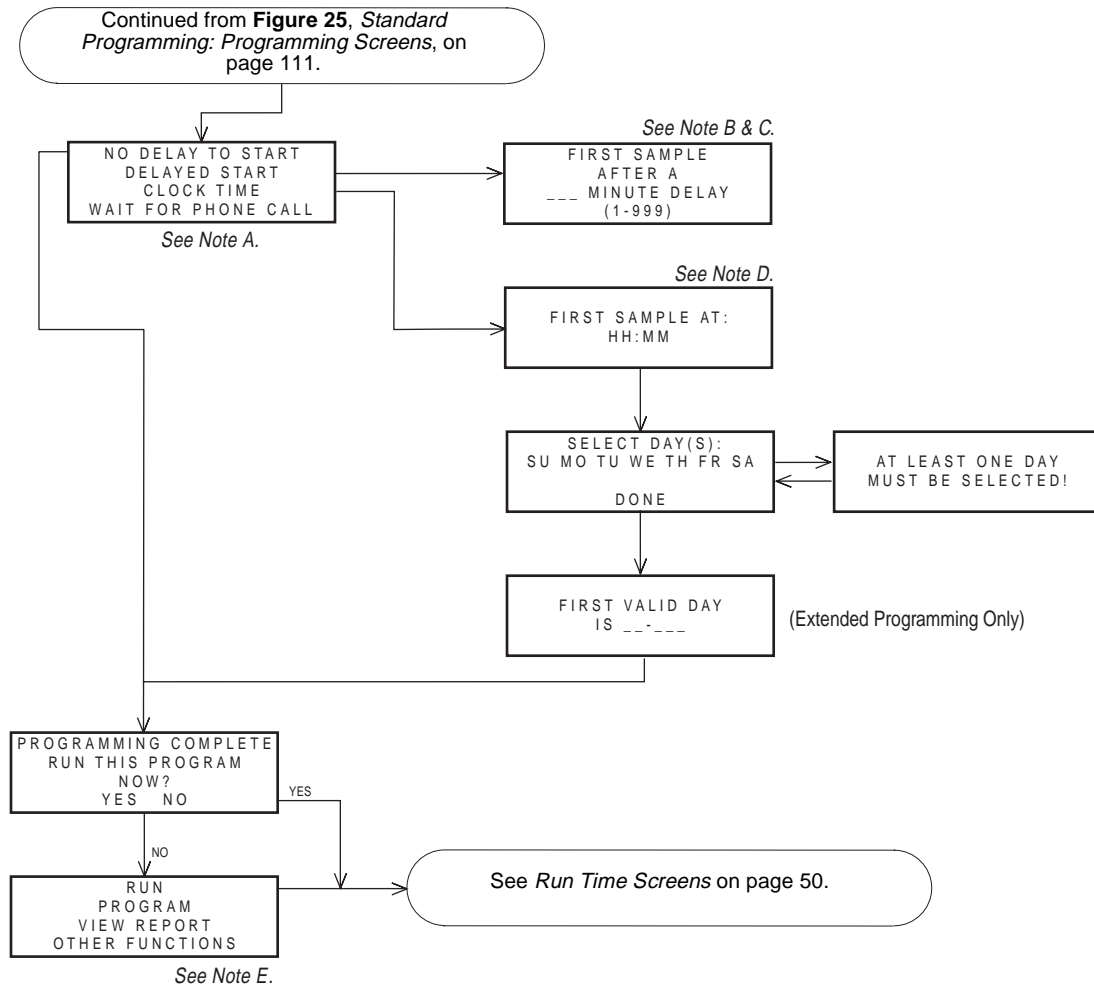 Continued from Figure 25, Standard
Programming: Programming Screens, on
page 111.
NO DELAY TO START
DELAYED START
CLOCK TIME
WAIT FOR PHONE CALL
See Note A.
See Note B & C.
FIRST SAMPLE
AFTER A
___ MINUTE DELAY
(1-999)
See Note D.
FIRST SAMPLE AT:
HH:MM
SELECT DAY(S):
SU MO TU WE TH FR SA
DONE
AT LEAST ONE DAY
MUST BE SELECTED!
FIRST VALID DAY
IS __-___
(Extended Programming Only)
PROGRAMMING COMPLETE
RUN THIS PROGRAM
NOW?
YES NO
YES
NO
RUN
PROGRAM
VIEW REPORT
OTHER FUNCTIONS
See Note E.
See Run Time Screens on page 50.